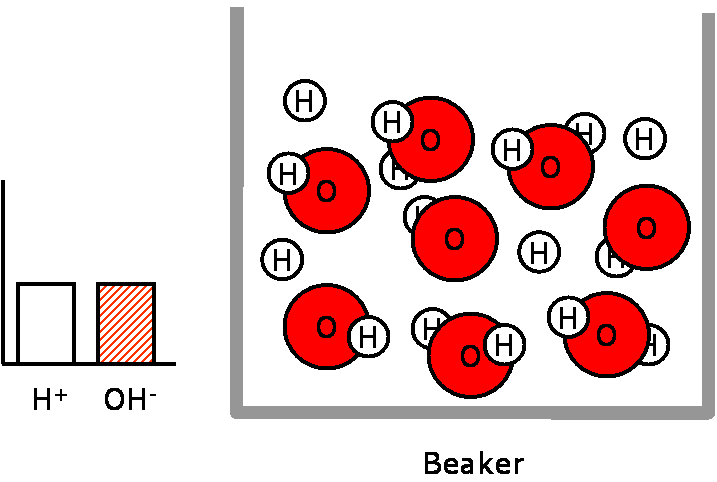 H
H O H H H
H O H O
H O O
H H H
O H H O H H O H
H⁺ OH⁻
Beaker